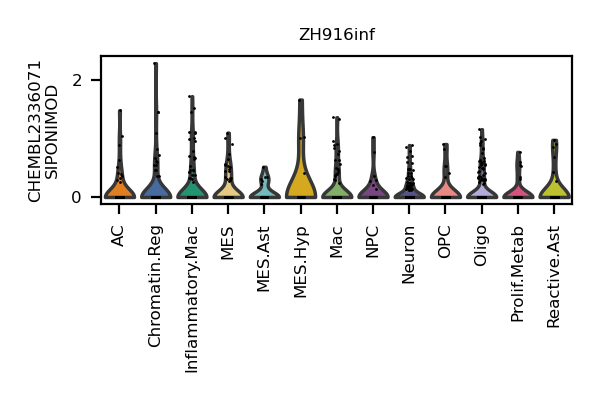 ZH916inf
CHEMBL2336071
SIPONIMOD
2
0
AC
Chromatin.Reg
Inflammatory.Mac
MES
MES.Ast
MES.Hyp
Mac
NPC
Neuron
OPC
Oligo
Prolif.Metab
Reactive.Ast